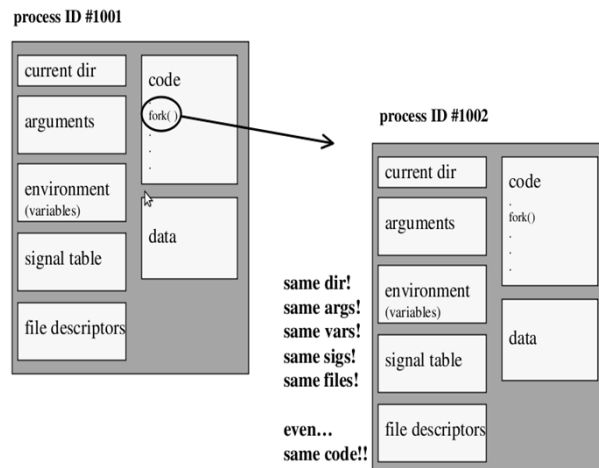 process ID #1001
current dir
arguments
environment
(variables)
signal table
file descriptors
code
.
fork( )
.
.
.
data
process ID #1002
current dir
arguments
environment
(variables)
signal table
file descriptors
code
.
fork()
.
.
.
.
data
same dir!
same args!
same vars!
same sigs!
same files!
even...
same code!!